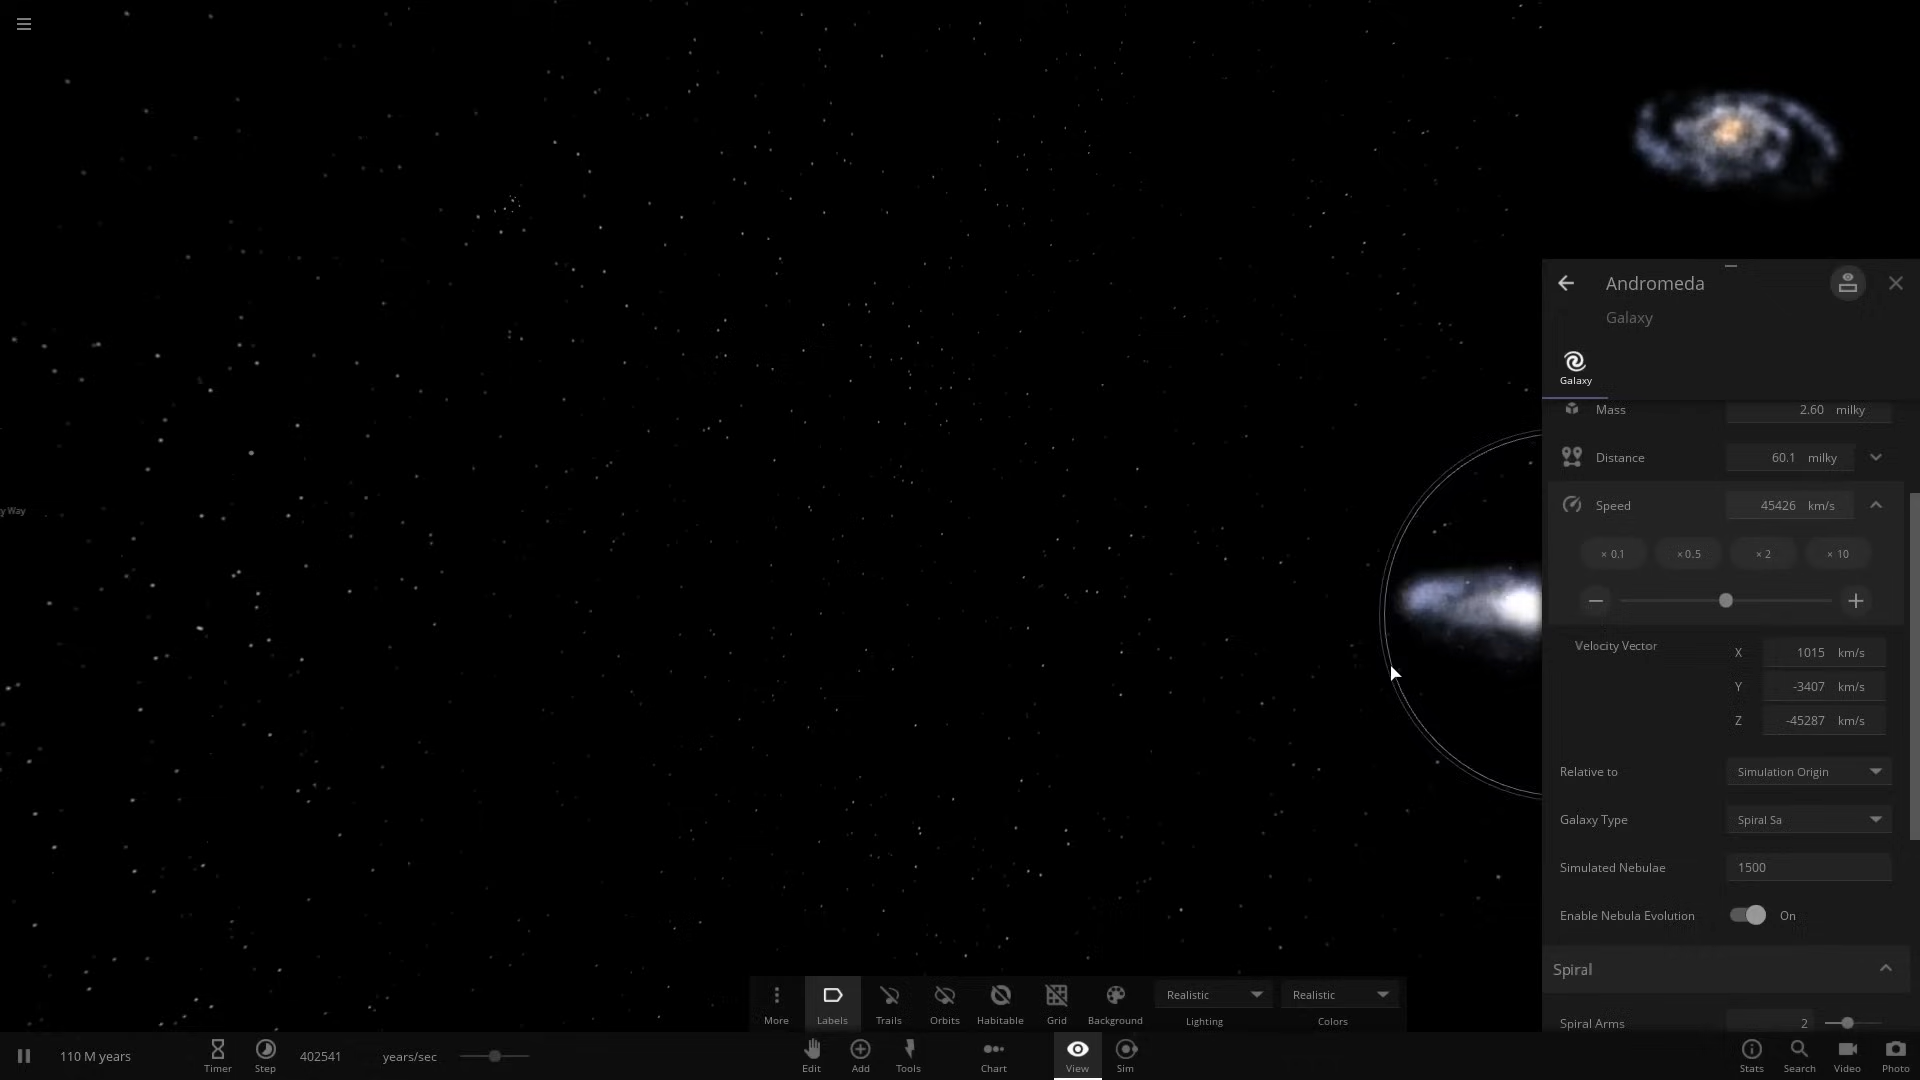 Andromeda
Galaxy
Galaxy
Mass 2.60 milky
Distance 60.1 milky
Speed 45426 km/s
× 0.1 × 0.5 × 2 × 10
Velocity Vector X 1015 km/s
Y -3407 km/s
Z -45287 km/s
y Way
Relative to Simulation Origin
Galaxy Type Spiral Sa
Simulated Nebulae 1500
Enable Nebula Evolution On
Spiral
Spiral Arms 2
Realistic Realistic
More Labels Trails Orbits Habitable Grid Background Lighting Colors
110 M years 402541 years/sec
Timer Step Edit Add Tools Chart View Sim Stats Search Video Photo